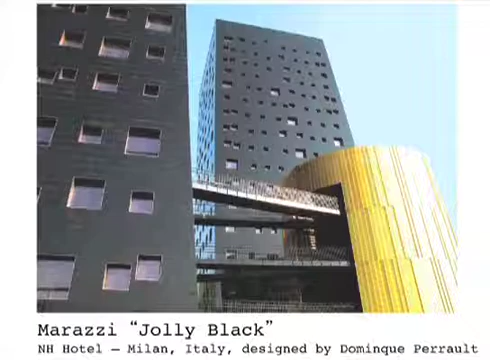 Marazzi “Jolly Black”
NH Hotel – Milan, Italy, designed by Dominque Perrault